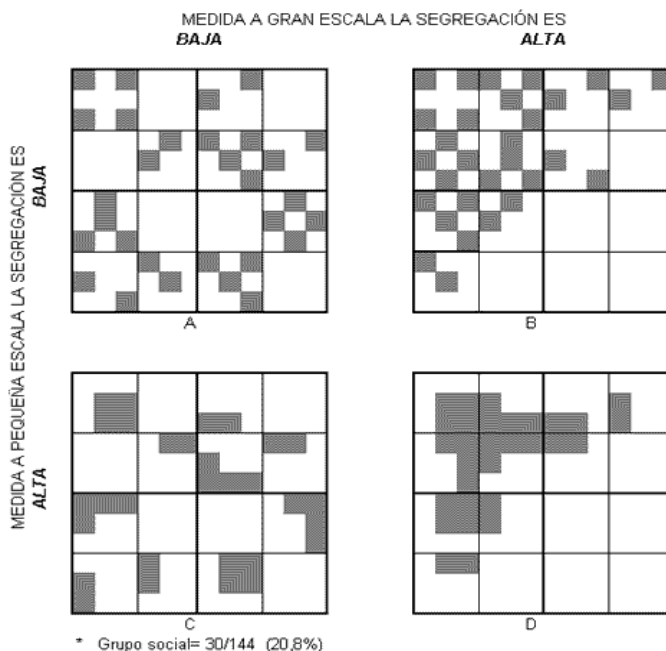 MEDIDA A GRAN ESCALA LA SEGREGACIÓN ES
BAJA
ALTA
MEDIDA A PEQUEÑA ESCALA LA SEGREGACIÓN ES
BAJA
ALTA
A
B
C
D
* Grupo social= 30/144 (20,8%)